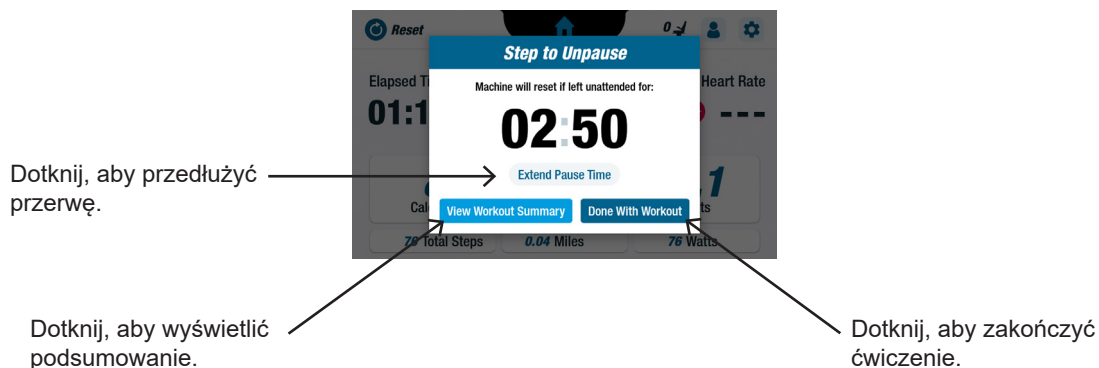 Reset
0
Step to Unpause
Elapsed Ti
Machine will reset if left unattended for:
Heart Rate
01:1
02:50
---
Dotknij, aby przedłużyć
przerwę.
Extend Pause Time
1
Cal
View Workout Summary
Done With Workout
ts
76 Total Steps
0.04 Miles
76 Watts
Dotknij, aby wyświetlić
podsumowanie.
Dotknij, aby zakończyć
ćwiczenie.